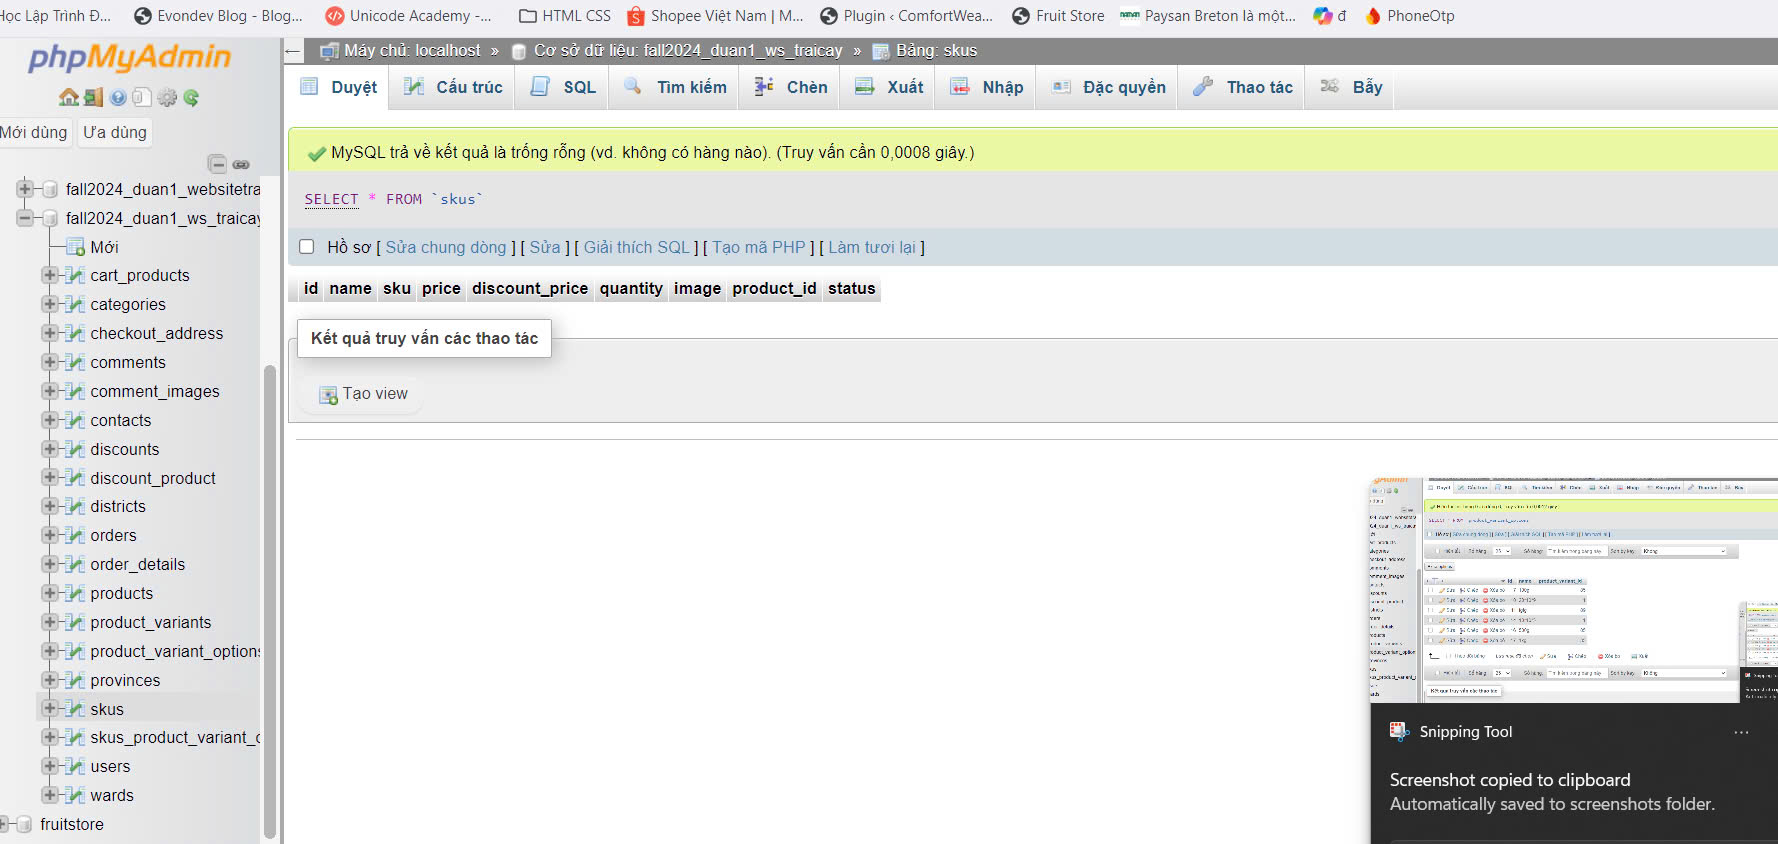 Học Lập Trình Đ... Evondev Blog - Blog... Unicode Academy -... HTML CSS Shopee Việt Nam | M... Plugin ‹ ComfortWea... Fruit Store Paysan Breton là một... đ PhoneOtp
phpMyAdmin
Mới dùng Ưa dùng
fall2024_duan1_websitetra
fall2024_duan1_ws_traicay
Mới
cart_products
categories
checkout_address
comments
comment_images
contacts
discounts
discount_product
districts
orders
order_details
products
product_variants
product_variant_options
provinces
skus
skus_product_variant_o
users
wards
fruitstore
Máy chủ: localhost » Cơ sở dữ liệu: fall2024_duan1_ws_traicay » Bảng: skus
Duyệt Cấu trúc SQL Tìm kiếm Chèn Xuất Nhập Đặc quyền Thao tác Bẫy
MySQL trả về kết quả là trống rỗng (vd. không có hàng nào). (Truy vấn cần 0,0008 giây.)
SELECT * FROM `skus`
Hồ sơ [ Sửa chung dòng ] [ Sửa ] [ Giải thích SQL ] [ Tạo mã PHP ] [ Làm tươi lại ]
id name sku price discount_price quantity image product_id status
Kết quả truy vấn các thao tác
Tạo view
Snipping Tool ...
Screenshot copied to clipboard
Automatically saved to screenshots folder.